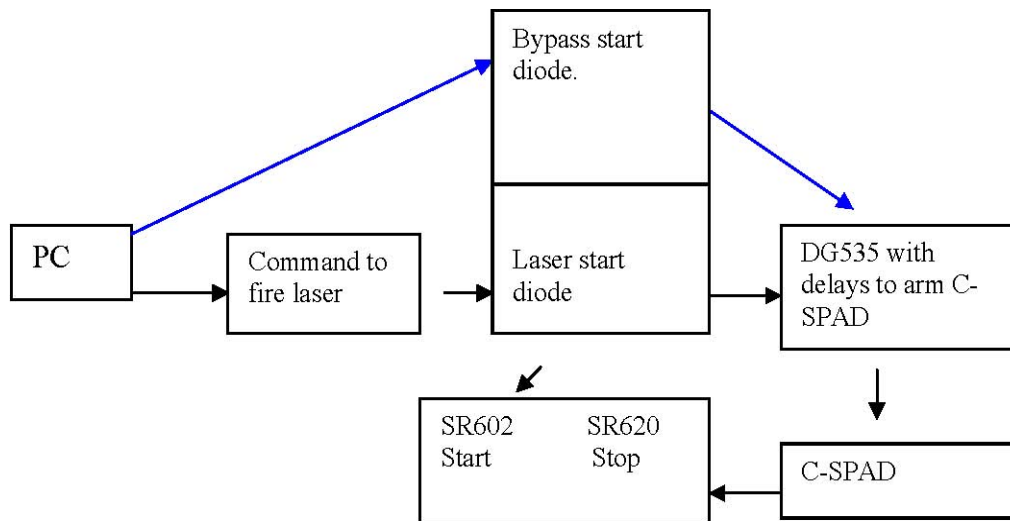 Bypass start
diode.
PC
Command to
fire laser
Laser start
diode
DG535 with
delays to arm C-
SPAD
SR602 SR620
Start Stop
C-SPAD